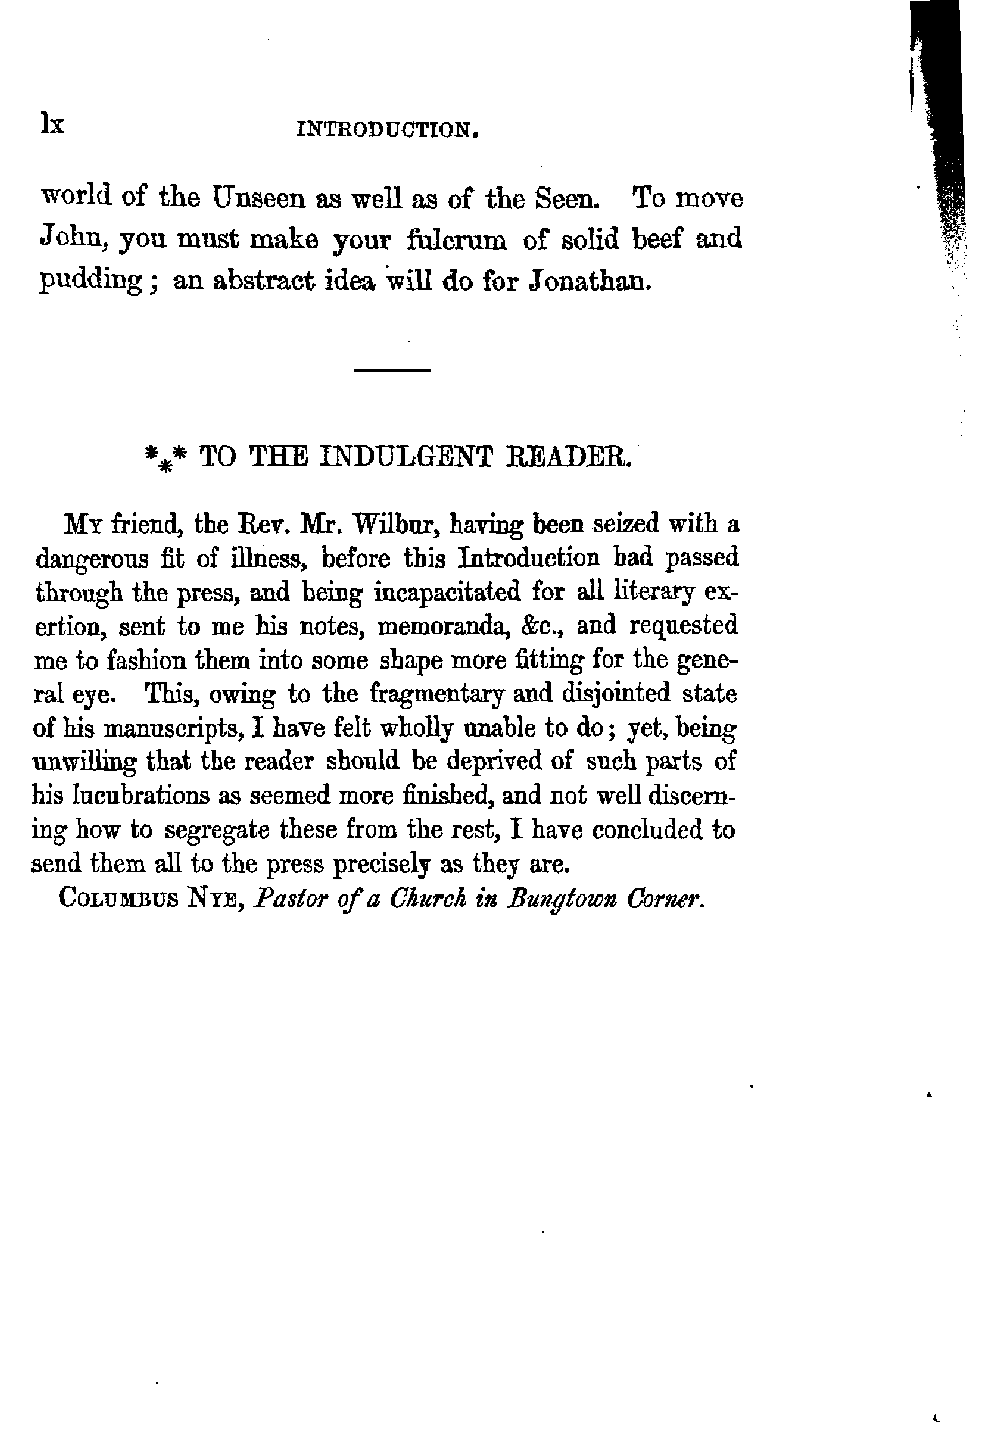 lx INTRODUCTION.
world of the Unseen as well as of the Seen. To move
John, you must make your fulcrum of solid beef and
pudding; an abstract idea will do for Jonathan.
*⁎* TO THE INDULGENT READER.
MY friend, the Rev. Mr. Wilbur, having been seized with a
dangerous fit of illness, before this Introduction had passed
through the press, and being incapacitated for all literary ex-
ertion, sent to me his notes, memoranda, &c., and requested
me to fashion them into some shape more fitting for the gene-
ral eye. This, owing to the fragmentary and disjointed state
of his manuscripts, I have felt wholly unable to do; yet, being
unwilling that the reader should be deprived of such parts of
his lucubrations as seemed more finished, and not well discern-
ing how to segregate these from the rest, I have concluded to
send them all to the press precisely as they are.
COLUMBUS NYE, Pastor of a Church in Bungtown Corner.